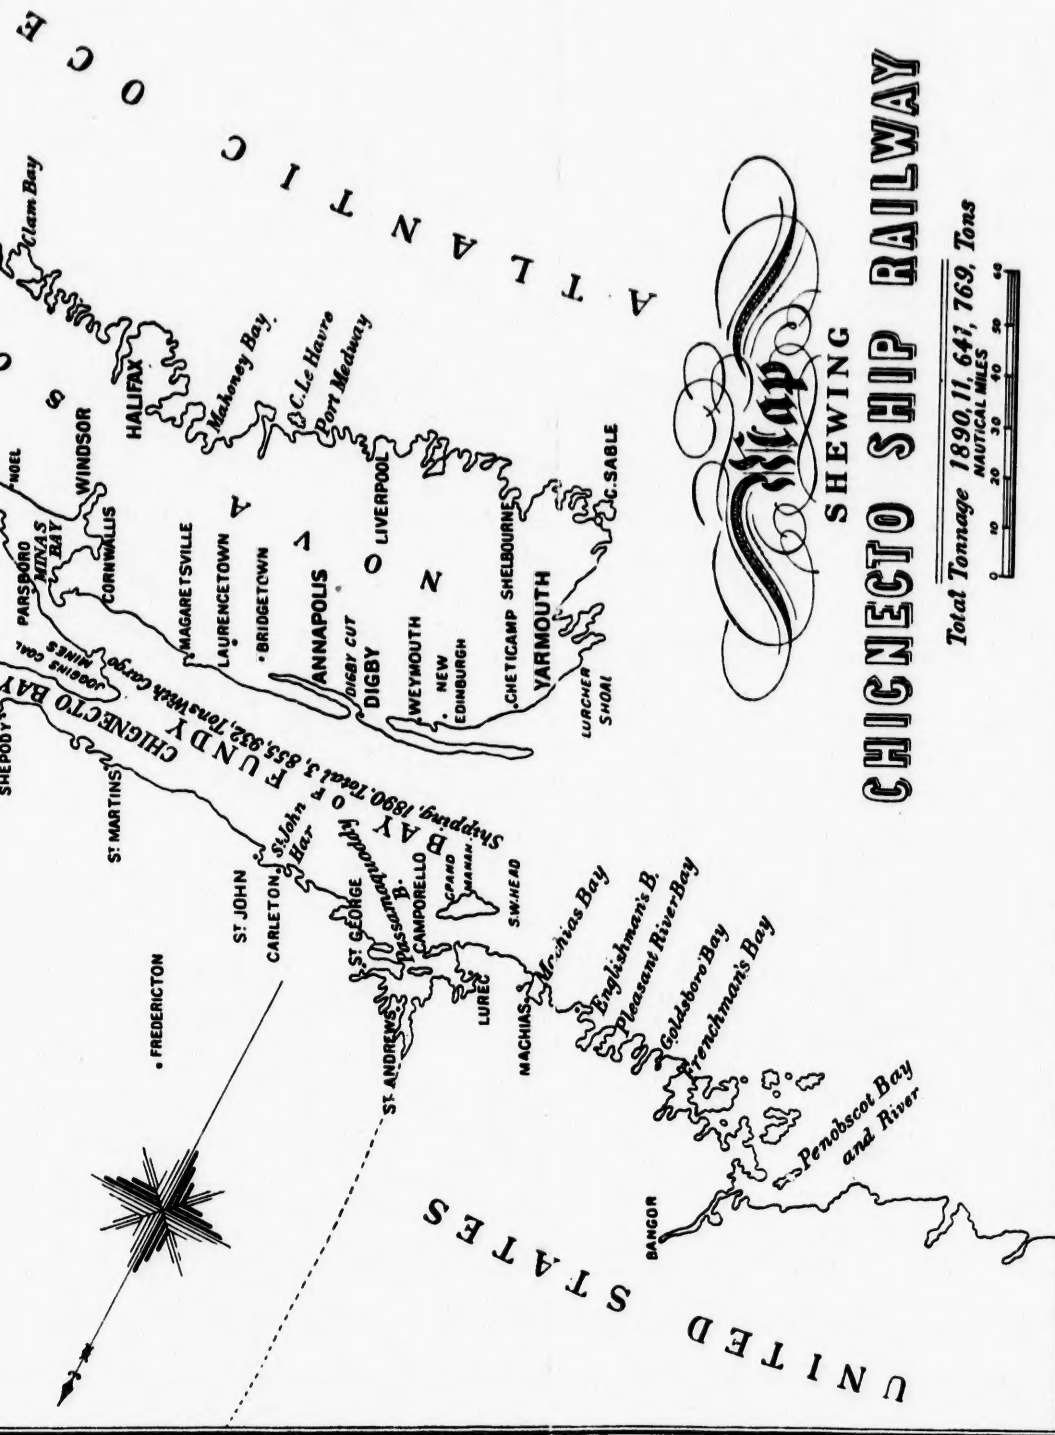 Map
SHEWING
CHIGNECTO SHIP RAILWAY
Total Tonnage 1890, 11, 641, 769, Tons
NAUTICAL MILES
0 10 20 30 40 50 60
ATLANTIC OCE
NOVA S
UNITED STATES
BAY OF FUNDY
CHIGNECTO BAY
Shipping, 1890. Total 3,855,932, Tons With Cargo
JOGGINS COAL
MINES
SHEPODY
ST MARTINS
ST JOHN
CARLETON
St John
Har
FREDERICTON
ST GEORGE
Passamaquoddy
B.
CAMPORELLO
GPAND
MANAN.
S.W. HEAD
ST ANDREWS
LUREC
MACHIAS
Machias Bay
Englishman's B.
Pleasant River Bay
Goldsboro Bay
Frenchman's Bay
Penobscot Bay
and River
BANGOR
Clam Bay
HALIFAX
Mahoney Bay.
C. Le Havre
Port Medway
LIVERPOOL
NOEL
WINDSOR
PARSBORO
MINAS
BAY
CORNWALLIS
MAGARETSVILLE
LAURENCETOWN
BRIDGETOWN
ANNAPOLIS
DIGBY CUT
DIGBY
WEYMOUTH
NEW
EDINBURGH
CHETICAMP
SHELBOURNE
YARMOUTH
C. SABLE
LURCHER
SHOAL